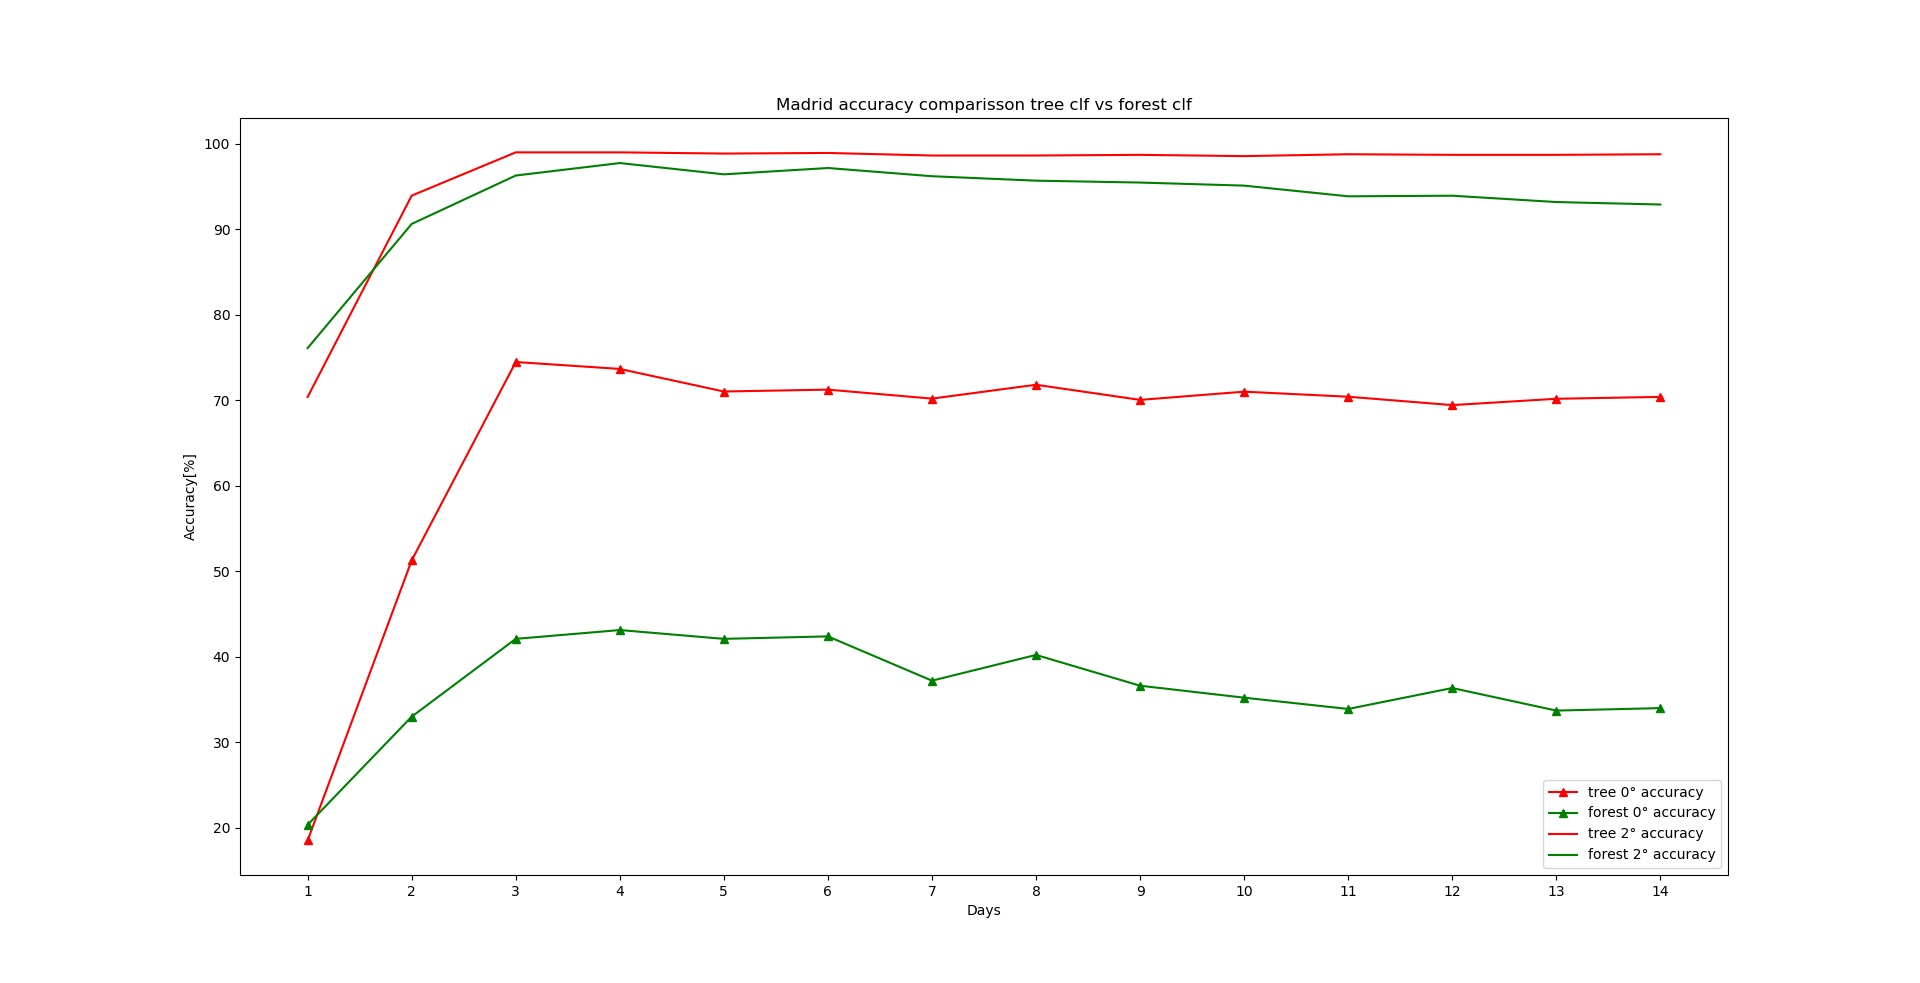 Madrid accuracy comparisson tree clf vs forest clf
100
90
80
70
60
50
40
30
20
Accuracy[%]
1 2 3 4 5 6 7 8 9 10 11 12 13 14
Days
tree 0° accuracy
forest 0° accuracy
tree 2° accuracy
forest 2° accuracy